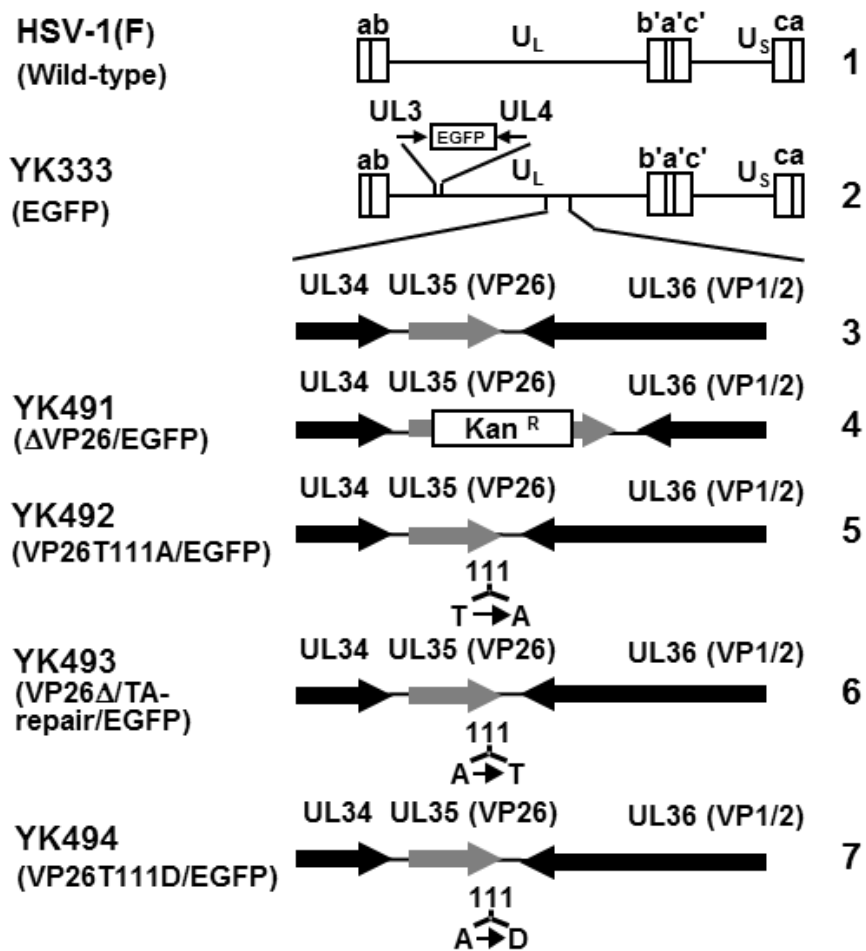 HSV-1(F)
(Wild-type)
ab
UL
b'a'c'
US
ca
1
UL3
UL4
EGFP
YK333
(EGFP)
ab
UL
b'a'c'
US
ca
2
UL34 UL35 (VP26) UL36 (VP1/2)
3
YK491
(ΔVP26/EGFP)
UL34 UL35 (VP26) UL36 (VP1/2)
Kan R
4
YK492
(VP26T111A/EGFP)
UL34 UL35 (VP26) UL36 (VP1/2)
5
111
T A
YK493
(VP26Δ/TA-
repair/EGFP)
UL34 UL35 (VP26) UL36 (VP1/2)
6
111
A T
YK494
(VP26T111D/EGFP)
UL34 UL35 (VP26) UL36 (VP1/2)
7
111
A D